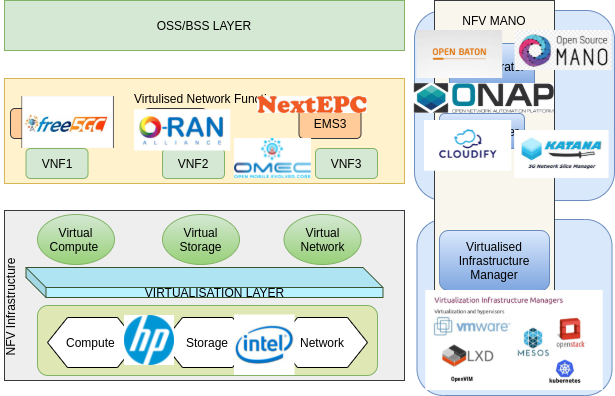 OSS/BSS LAYER
NFV MANO
OPEN BATON
Open Source
MANO
ONAP
OPEN NETWORK AUTOMATION PLATFORM
CLOUDIFY
KATANA
5G Network Slice Manager
Virtulised Network
NextEPC
free5GC
O-RAN
ALLIANCE
EMS3
OMEC
OPEN MOBILE EVOLVED CORE
VNF1
VNF2
VNF3
NFV Infrastructure
Virtual
Compute
Virtual
Storage
Virtual
Network
VIRTUALISATION LAYER
Compute
hp
Storage
intel
Network
Virtualised
Infrastructure
Manager
Virtualization Infrastructure Managers
Virtualization and hypervisors
vmware
MESOS
openstack
LXD
OpenVIM
kubernetes